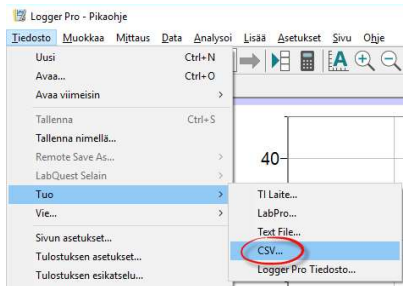 Logger Pro - Pikaohje
Tiedosto Muokkaa Mittaus Data Analysoi Lisää Asetukset Sivu Ohje
Uusi Ctrl+N
Avaa... Ctrl+O
Avaa viimeisin >
Tallenna Ctrl+S
Tallenna nimellä...
Remote Save As... >
LabQuest Selain >
Tuo >
Vie... >
Sivun asetukset...
Tulostuksen asetukset...
Tulostuksen esikatselu...
A
40
TI Laite...
LabPro...
Text File...
CSV...
Logger Pro Tiedosto...